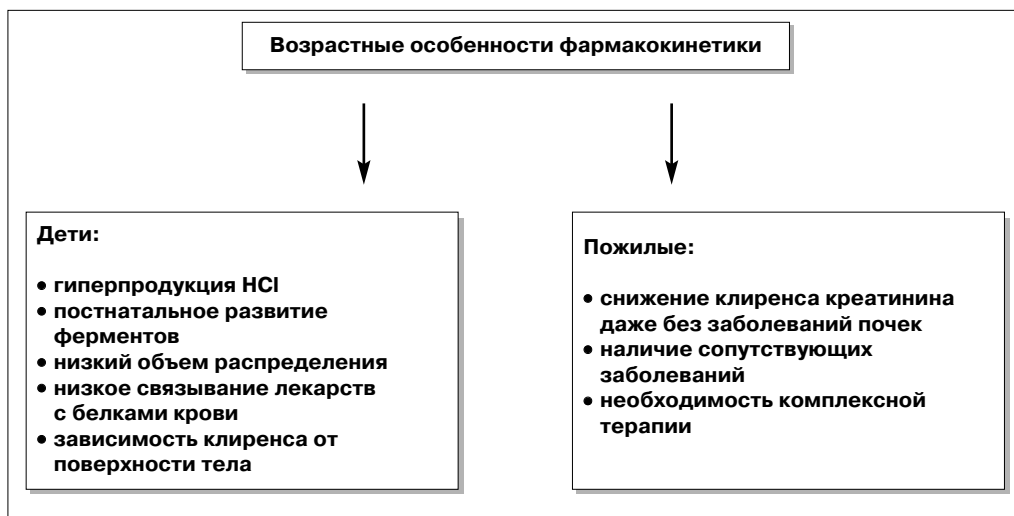 Возрастные особенности фармакокинетики
Дети:
• гиперпродукция HCl
• постнатальное развитие
ферментов
• низкий объем распределения
• низкое связывание лекарств
с белками крови
• зависимость клиренса от
поверхности тела
Пожилые:
• снижение клиренса креатинина
даже без заболеваний почек
• наличие сопутствующих
заболеваний
• необходимость комплексной
терапии